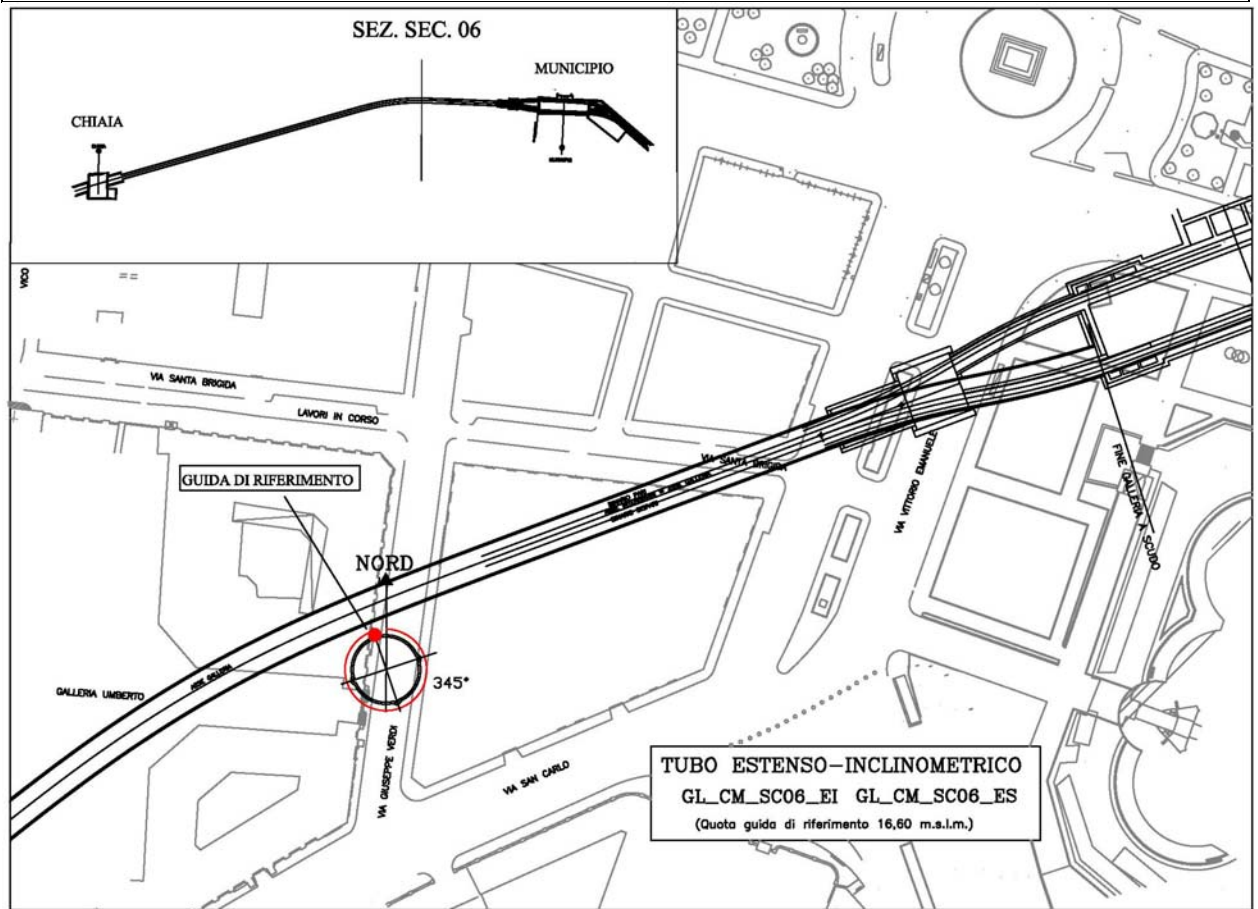 SEZ. SEC. 06
MUNICIPIO
CHIAIA
VICO
VIA SANTA BRIGIDA
LAVORI IN CORSO
GUIDA DI RIFERIMENTO
NORD
VIA SANTA BRIGIDA
VIA VITTORIO EMANUELE
FINE GALLERIA A SCUDO
GALLERIA UMBERTO
ASSE GALLERIA
345°
VIA GIUSEPPE VERDI
VIA SAN CARLO
TUBO ESTENSO-INCLINOMETRICO
GL_CM_SC06_EI GL_CM_SC06_ES
(Quota guida di riferimento 16,60 m.s.l.m.)